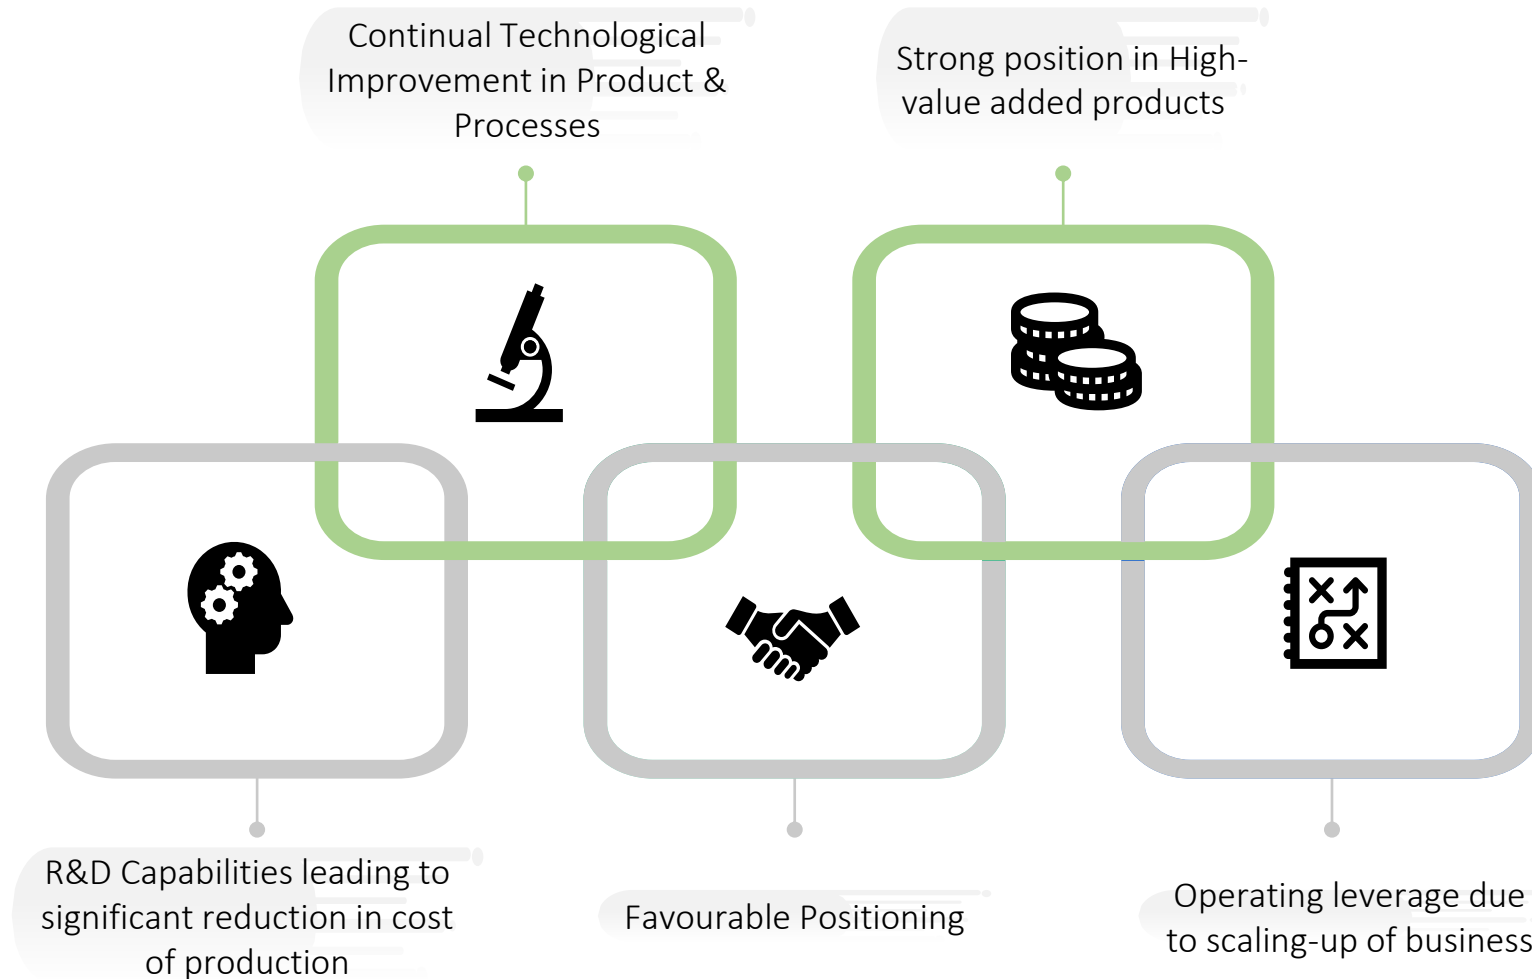 Continual Technological
Improvement in Product &
Processes
Strong position in High-
value added products
R&D Capabilities leading to
significant reduction in cost
of production
Favourable Positioning
Operating leverage due
to scaling-up of business